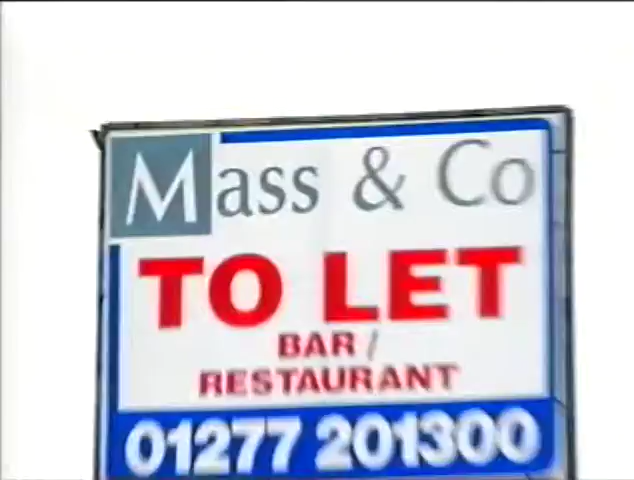 Mass & Co
TO LET
BAR /
RESTAURANT
01277 201300